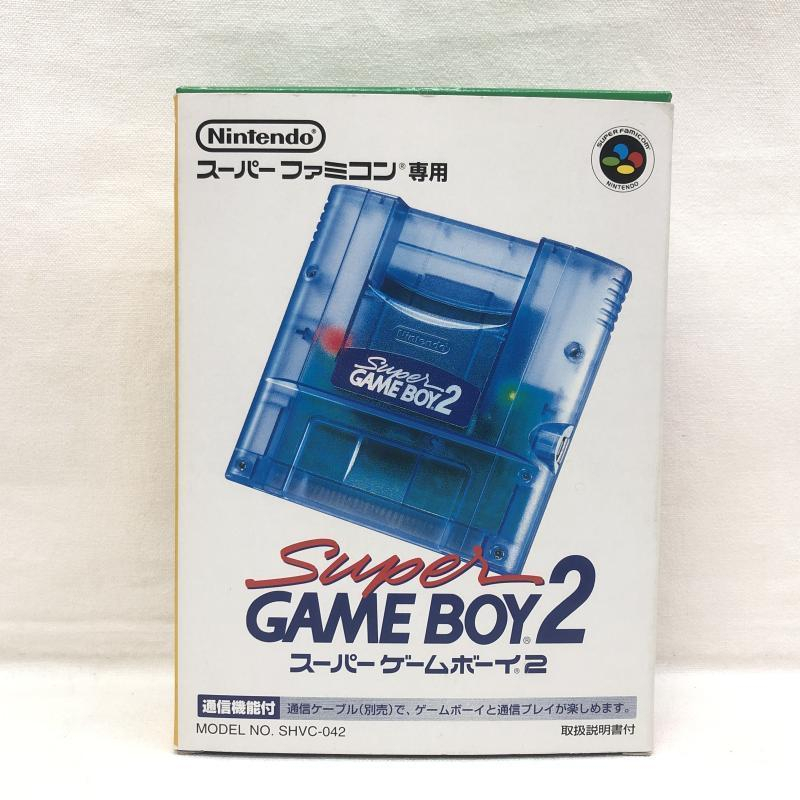 Nintendo®
スーパーファミコン®専用
SUPER FAMICOM
NINTENDO
Nintendo
Super
GAME BOY.2
Super
GAME BOY®2
スーパーゲームボーイ®2
通信機能付 通信ケーブル(別売)で、ゲームボーイと通信プレイが楽しめます。
MODEL NO. SHVC-042 取扱説明書付